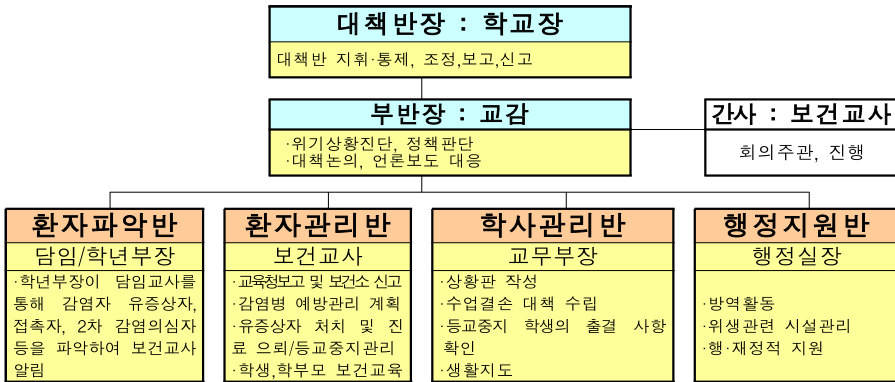 대책반장 : 학교장
대책반 지휘·통제, 조정,보고,신고
부반장 : 교감
·위기상황진단, 정책판단
·대책논의, 언론보도 대응
간사 : 보건교사
회의주관, 진행
환자파악반
담임/학년부장
·학년부장이 담임교사를
통해 감염자 유증상자,
접촉자, 2차 감염의심자
등을 파악하여 보건교사
알림
환자관리반
보건교사
·교육청보고 및 보건소 신고
·감염병 예방관리 계획
·유증상자 처치 및 진
료 으뢰/등교중지관리
·학생,학부모 보건교육
학사관리반
교무부장
·상황판 작성
·수업결손 대책 수립
·등교중지 학생의 출결 사항
확인
·생활지도
행정지원반
행정실장
·방역활동
·위생관련 시설관리
·행·재정적 지원